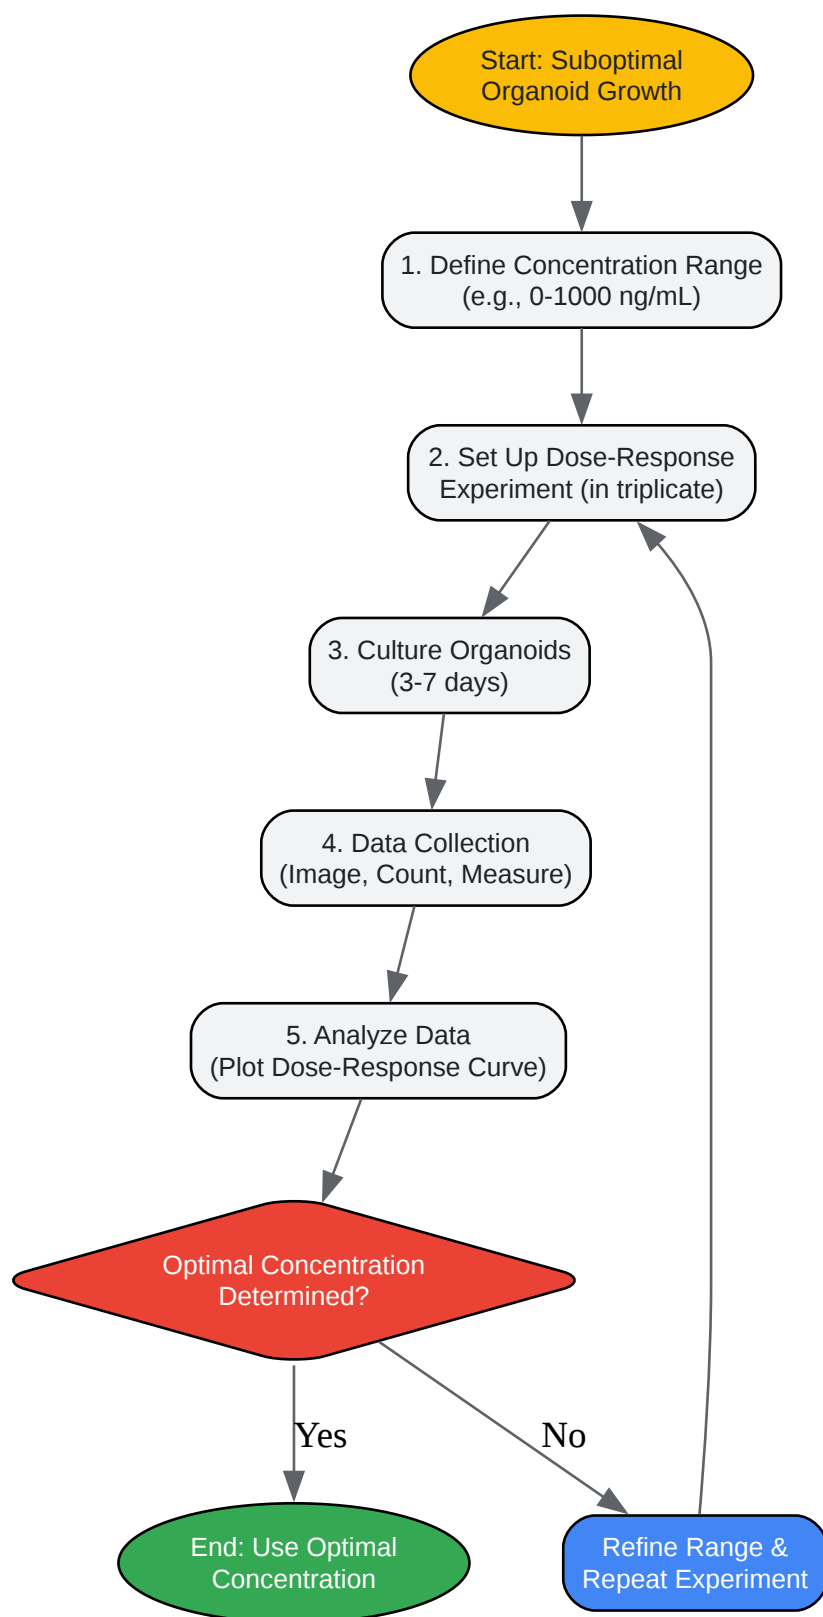 Start: Suboptimal
Organoid Growth
1. Define Concentration Range
(e.g., 0-1000 ng/mL)
2. Set Up Dose-Response
Experiment (in triplicate)
3. Culture Organoids
(3-7 days)
4. Data Collection
(Image, Count, Measure)
5. Analyze Data
(Plot Dose-Response Curve)
Optimal Concentration
Determined?
Yes
No
End: Use Optimal
Concentration
Refine Range &
Repeat Experiment